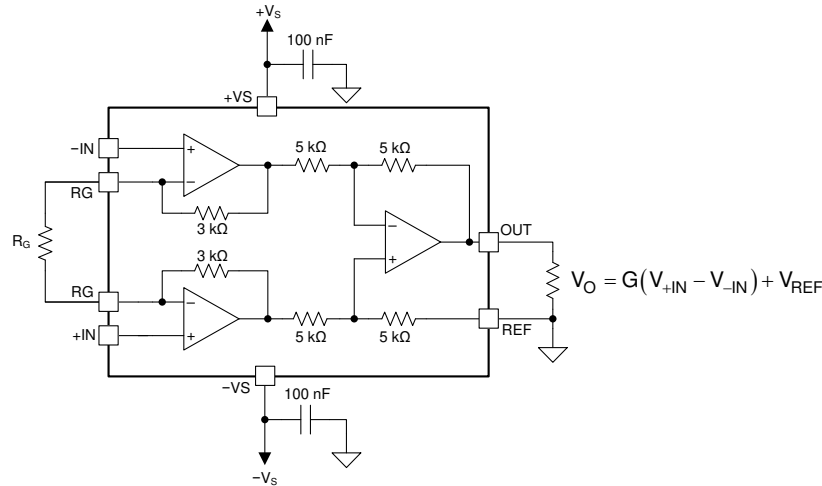 +VS
100 nF
+VS
−IN
5 kΩ
5 kΩ
+
−
RG
3 kΩ
RG
−
+
OUT
3 kΩ
VO = G(V+IN − V−IN) + VREF
RG
−
+
+IN
5 kΩ
5 kΩ
REF
−VS
100 nF
−VS